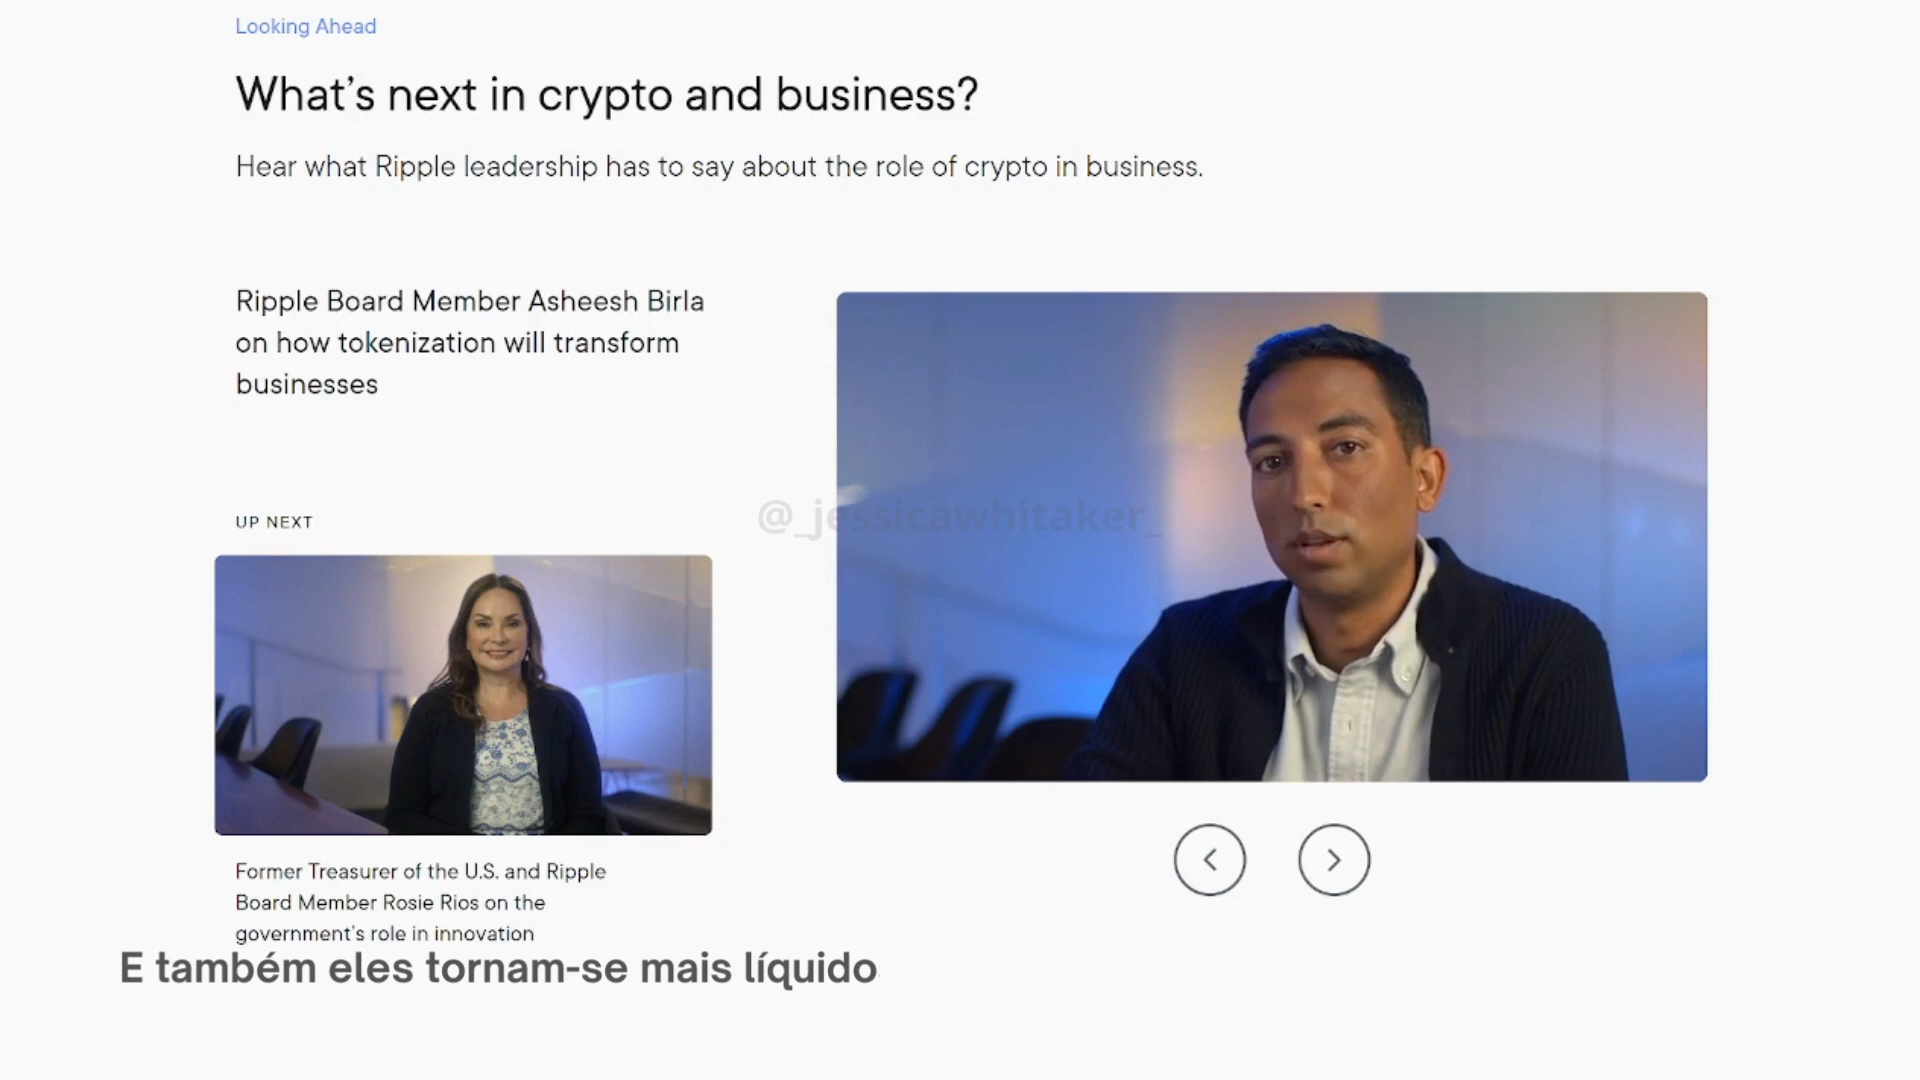 Looking Ahead
What's next in crypto and business?
Hear what Ripple leadership has to say about the role of crypto in business.
Ripple Board Member Asheesh Birla
on how tokenization will transform
businesses
@_jessicawhitaker_
UP NEXT
Former Treasurer of the U.S. and Ripple
Board Member Rosie Rios on the
government's role in innovation
E também eles tornam-se mais líquido